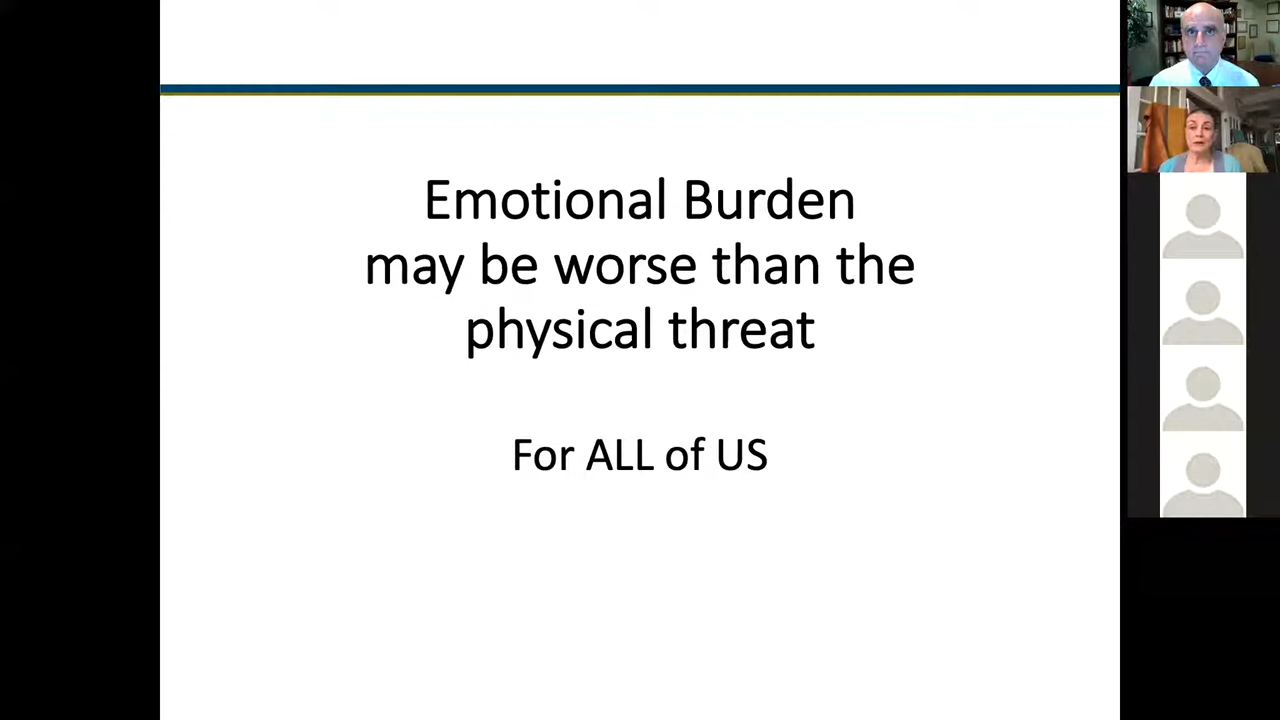 Emotional Burden
may be worse than the
physical threat
For ALL of US